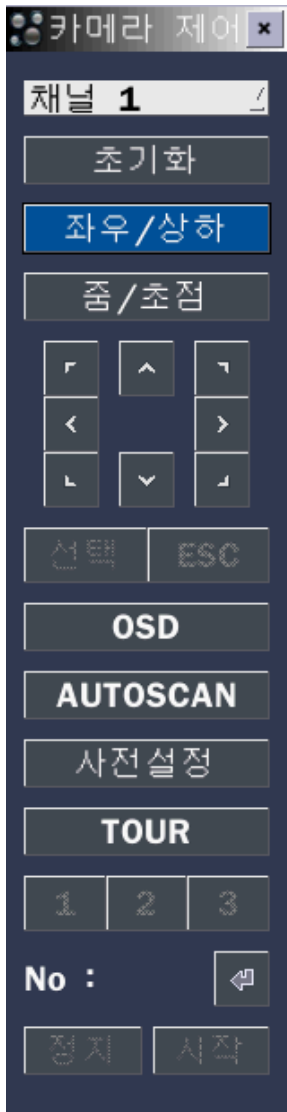 카메라 제어
채널 1
초기화
좌우/상하
줌/초점
선택 ESC
OSD
AUTOSCAN
사전설정
TOUR
1 2 3
No :
정지 시작